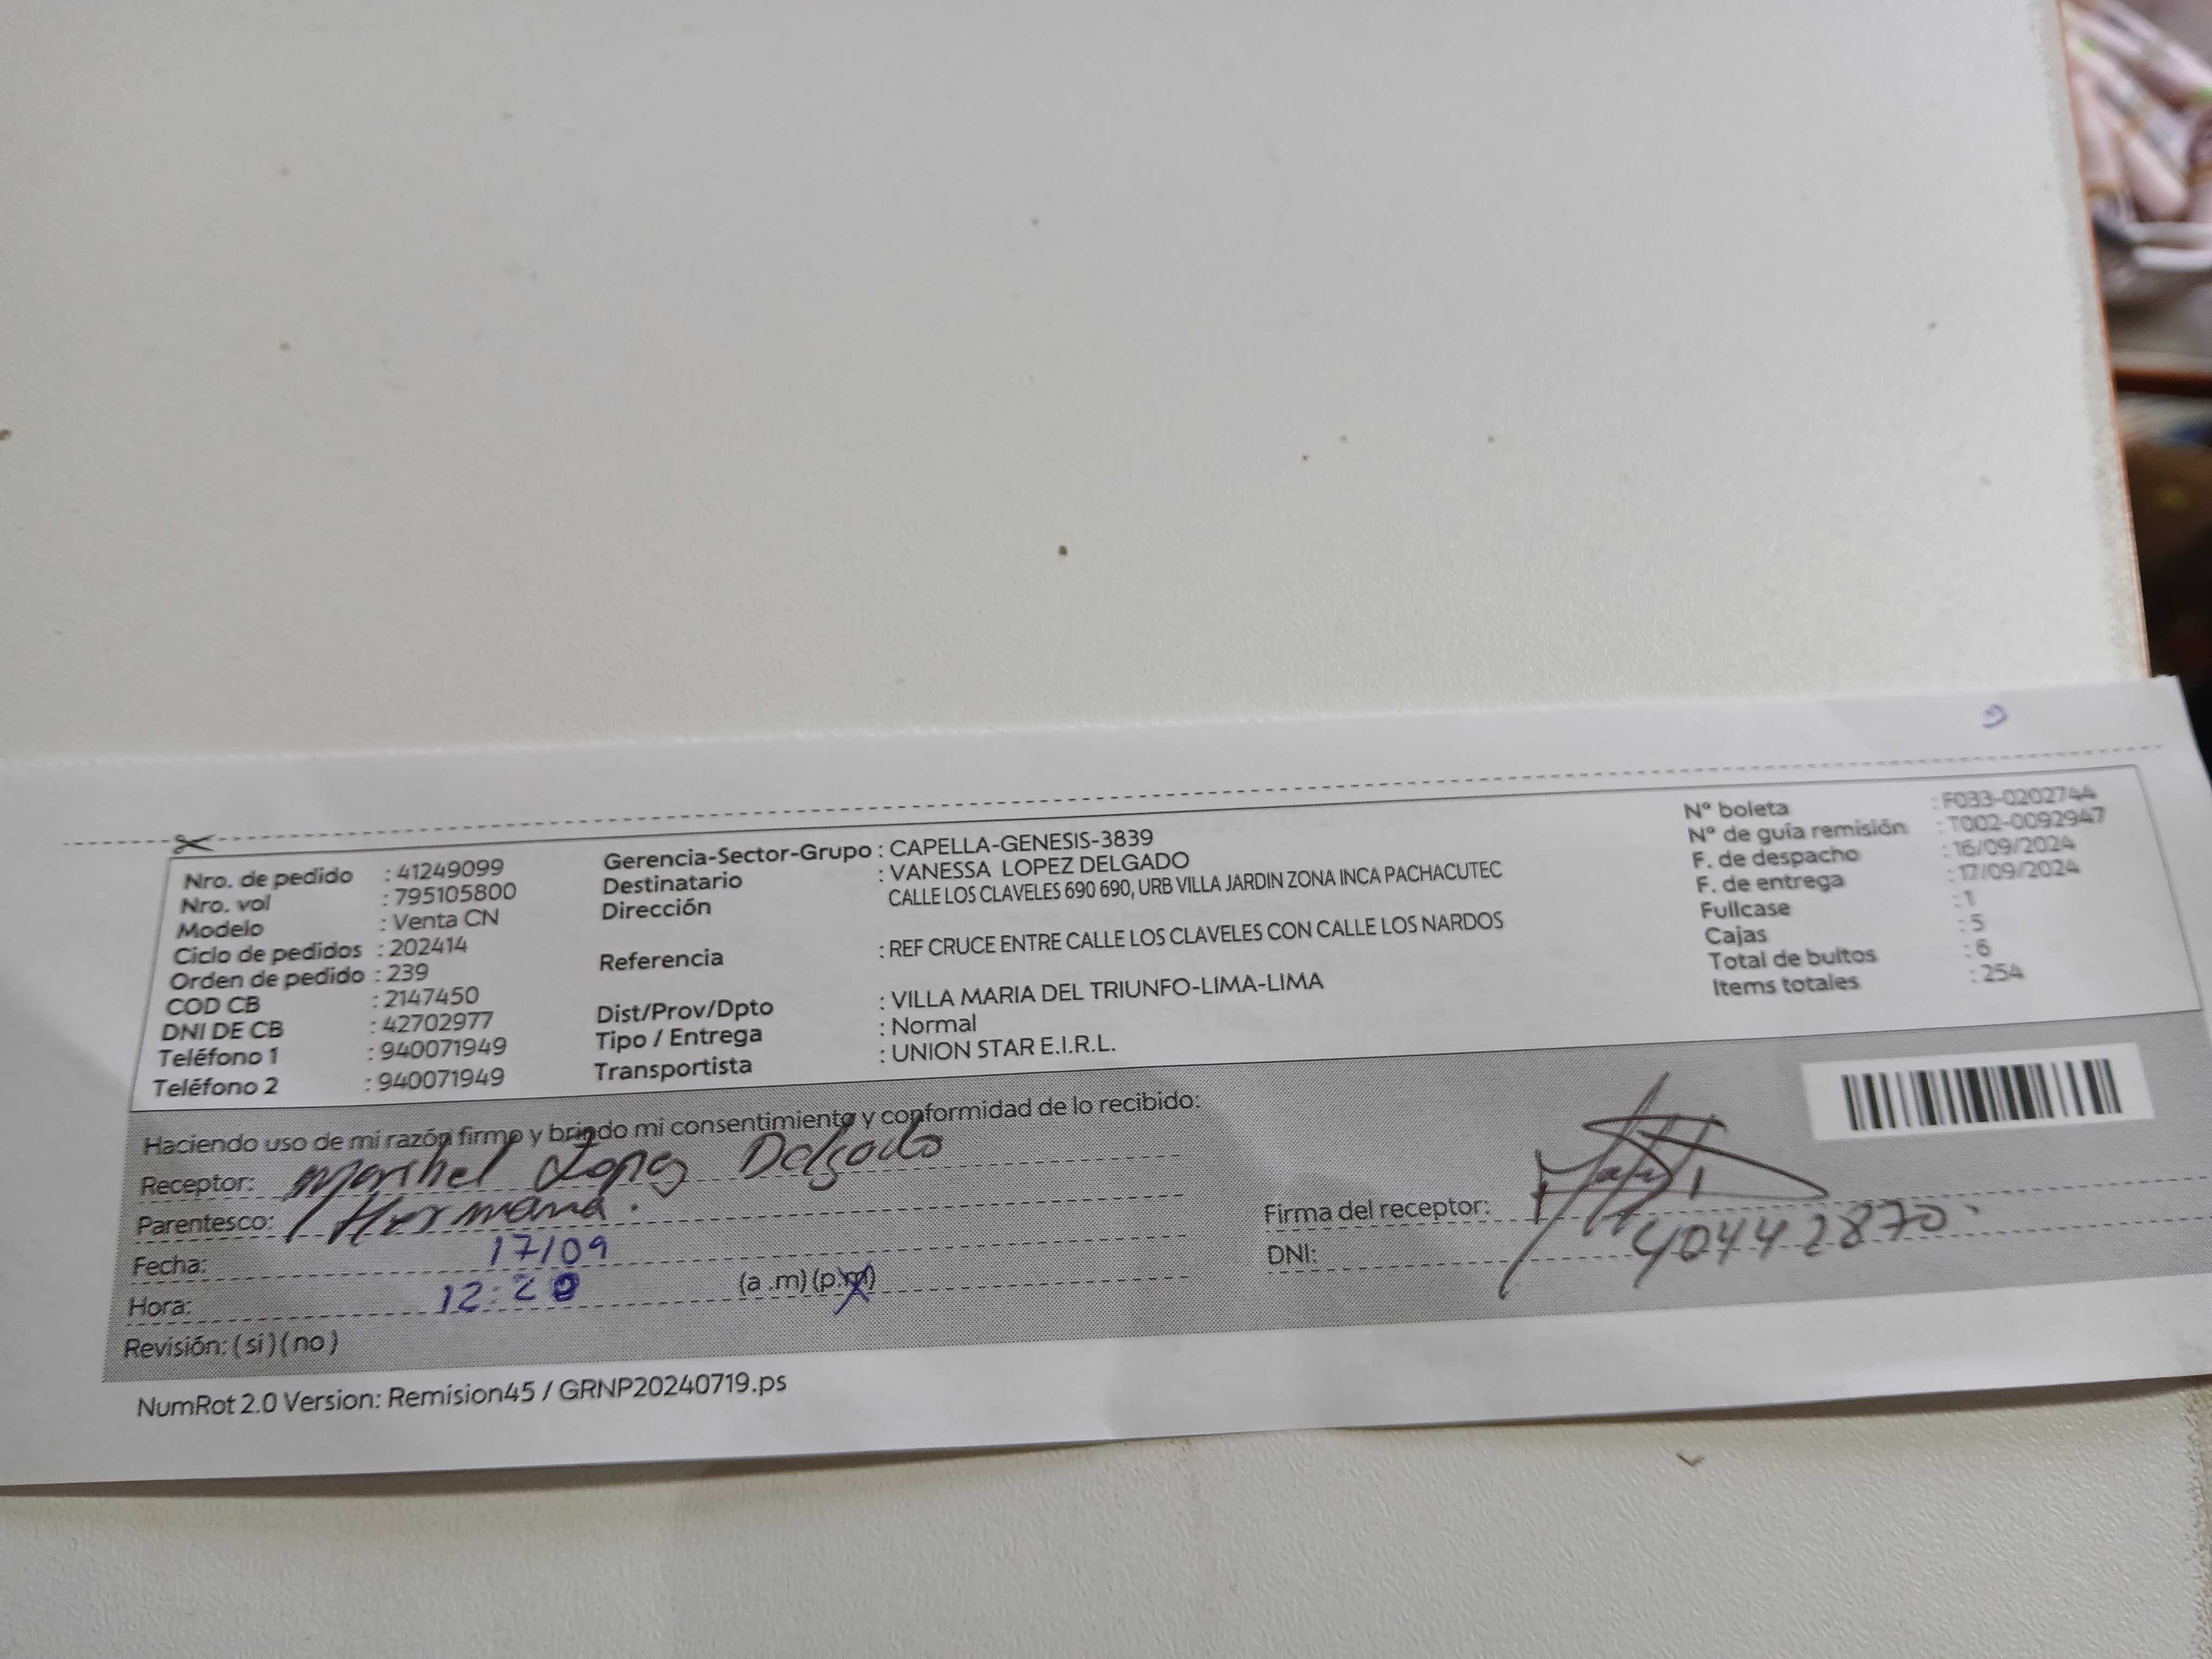 Nro. de pedido : 41249099
Nro. vol : 795105800
Modelo : Venta CN
Ciclo de pedidos : 202414
Orden de pedido : 239
COD CB : 2147450
DNI DE CB : 42702977
Teléfono 1 : 940071949
Teléfono 2 : 940071949
Gerencia-Sector-Grupo : CAPELLA-GENESIS-3839
Destinatario : VANESSA LOPEZ DELGADO
Dirección CALLE LOS CLAVELES 690 690, URB VILLA JARDIN ZONA INCA PACHACUTEC
Referencia : REF CRUCE ENTRE CALLE LOS CLAVELES CON CALLE LOS NARDOS
Dist/Prov/Dpto : VILLA MARIA DEL TRIUNFO-LIMA-LIMA
Tipo / Entrega : Normal
Transportista : UNION STAR E.I.R.L.
N° boleta : F033-0202744
N° de guía remisión : T002-0092947
F. de despacho : 16/09/2024
F. de entrega : 17/09/2024
Fullcase : 1
Cajas : 5
Total de bultos : 6
Items totales : 254
Haciendo uso de mi razón firmo y brindo mi consentimiento y conformidad de lo recibido:
Receptor: Lopez Delgado
Parentesco: Hermana.
Fecha: 17/09
Hora: 12:20 (a .m) (p.m)
Revisión: ( si ) ( no )
Firma del receptor:
DNI: 40442870
NumRot 2.0 Version: Remision45 / GRNP20240719.ps